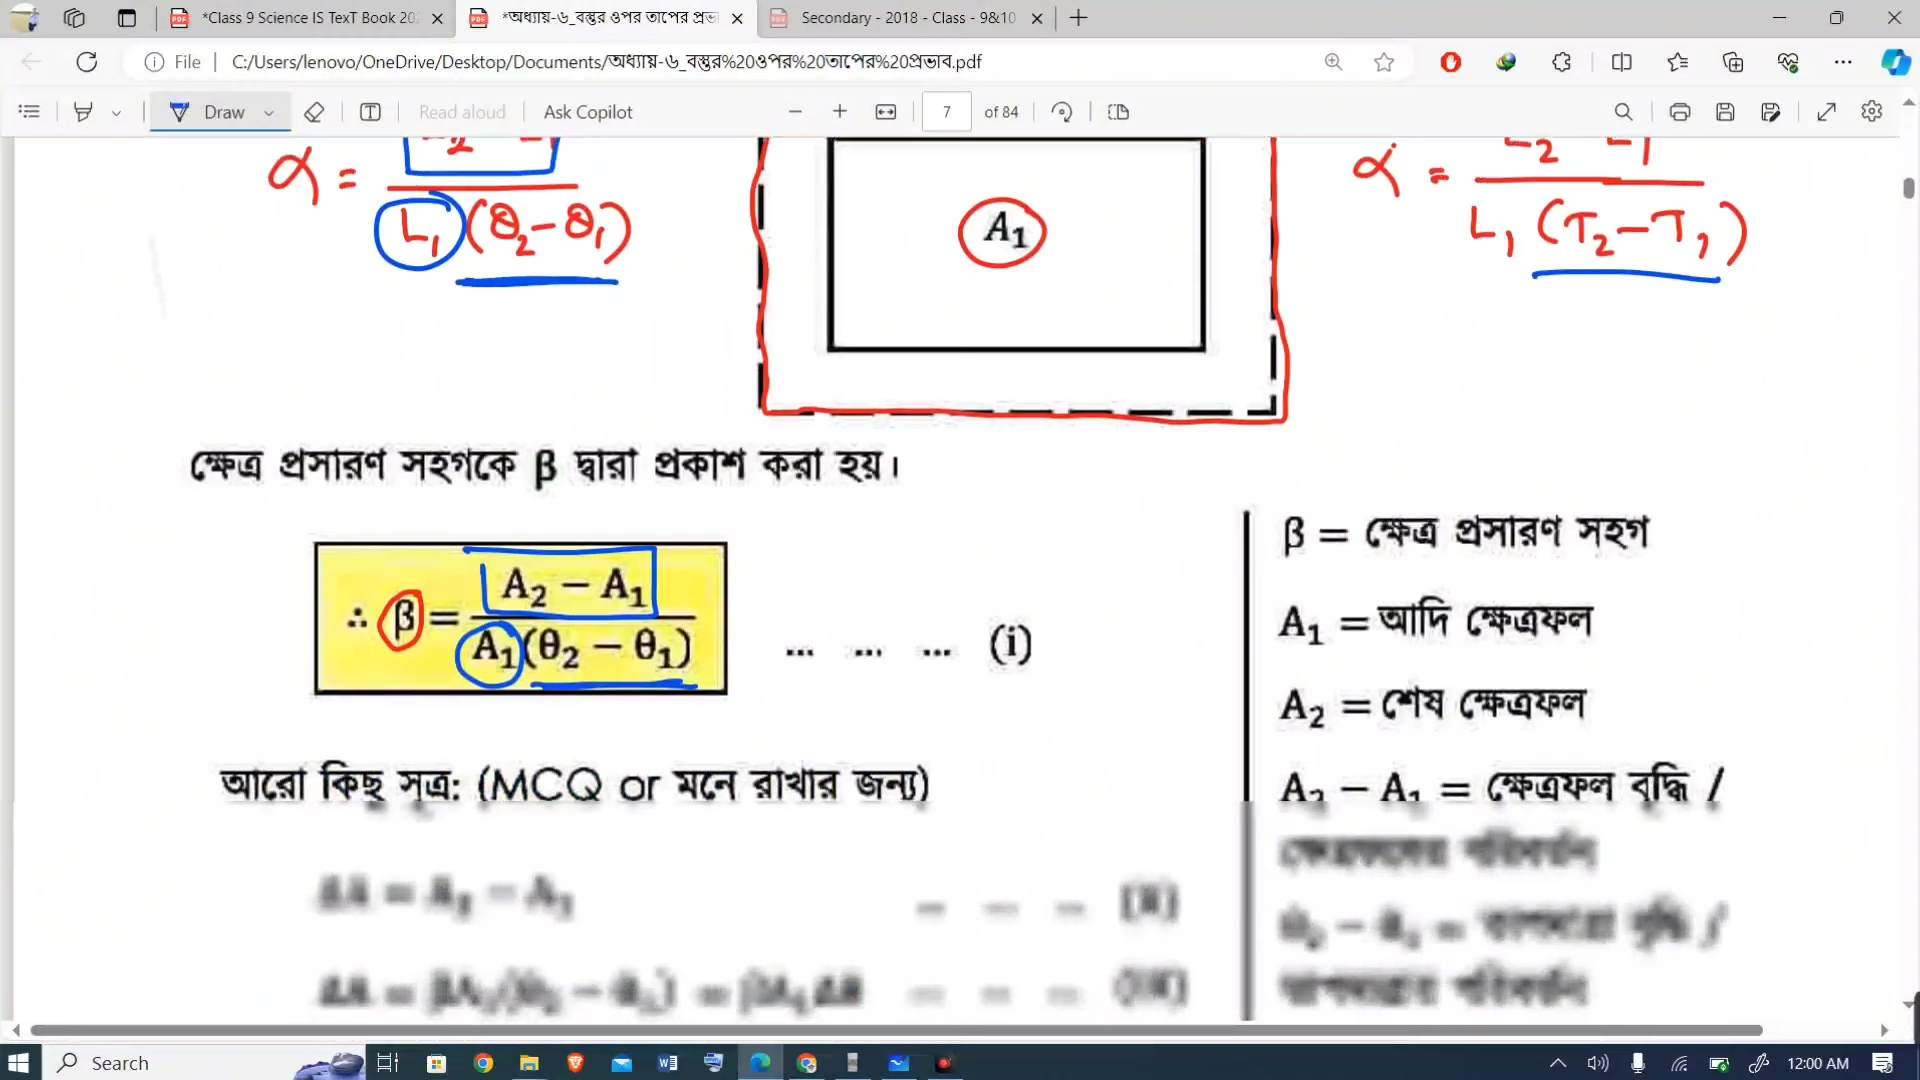 *Class 9 Science IS TexT Book 202
*অধ্যায়-৬_বস্তুর ওপর তাপের প্রভা
Secondary - 2018 - Class - 9&10
File C:/Users/lenovo/OneDrive/Desktop/Documents/অধ্যায়-৬_বস্তুর%20ওপর%20তাপের%20প্রভাব.pdf
Draw Read aloud Ask Copilot 7 of 84
α = L₁ (θ₂ − θ₁)
A₁
α = L₂ − L₁ / L₁ (T₂ − T₁)
ক্ষেত্র প্রসারণ সহগকে β দ্বারা প্রকাশ করা হয়।
∴ β = A₂ − A₁ / A₁(θ₂ − θ₁) ... ... ... (i)
আরো কিছু সূত্র: (MCQ or মনে রাখার জন্য)
β = ক্ষেত্র প্রসারণ সহগ
A₁ = আদি ক্ষেত্রফল
A₂ = শেষ ক্ষেত্রফল
A₂ − A₁ = ক্ষেত্রফল বৃদ্ধি /
Search 12:00 AM